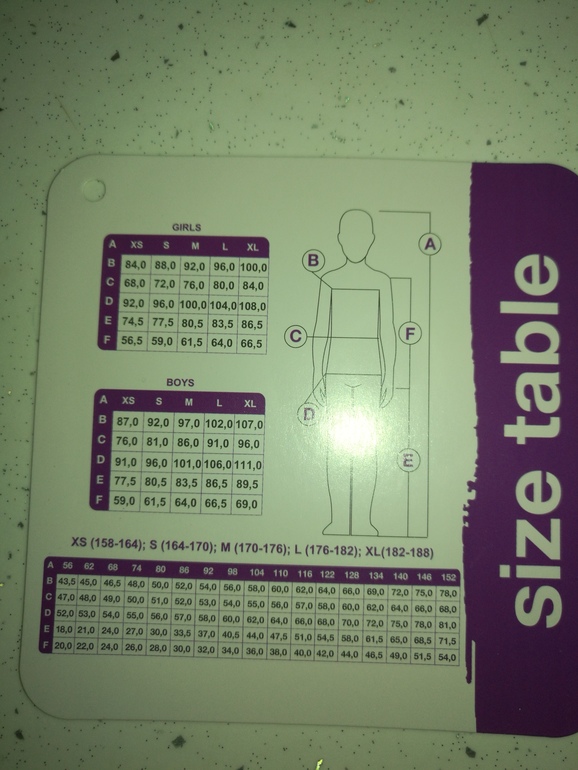 GIRLS
A XS S M L XL
B 84,0 88,0 92,0 96,0 100,0
C 68,0 72,0 76,0 80,0 84,0
D 92,0 96,0 100,0 104,0 108,0
E 74,5 77,5 80,5 83,5 86,5
F 56,5 59,0 61,5 64,0 66,5
BOYS
A XS S M L XL
B 87,0 92,0 97,0 102,0 107,0
C 76,0 81,0 86,0 91,0 96,0
D 91,0 96,0 101,0 106,0 111,0
E 77,5 80,5 83,5 86,5 89,5
F 59,0 61,5 64,0 66,5 69,0
A
B
C
F
D
E
XS (158-164); S (164-170); M (170-176); L (176-182); XL(182-188)
A 56 62 68 74 80 86 92 98 104 110 116 122 128 134 140 146 152
B 43,5 45,0 46,5 48,0 50,0 52,0 54,0 56,0 58,0 60,0 62,0 64,0 66,0 69,0 72,0 75,0 78,0
C 47,0 48,0 49,0 50,0 51,0 52,0 53,0 54,0 55,0 56,0 57,0 58,0 60,0 62,0 64,0 66,0 68,0
D 52,0 53,0 54,0 55,0 56,0 57,0 58,0 60,0 62,0 64,0 66,0 68,0 70,0 72,0 75,0 78,0 81,0
E 18,0 21,0 24,0 27,0 30,0 33,5 37,0 40,5 44,0 47,5 51,0 54,5 58,0 61,5 65,0 68,5 71,5
F 20,0 22,0 24,0 26,0 28,0 30,0 32,0 34,0 36,0 38,0 40,0 42,0 44,0 46,5 49,0 51,5 54,0
size table